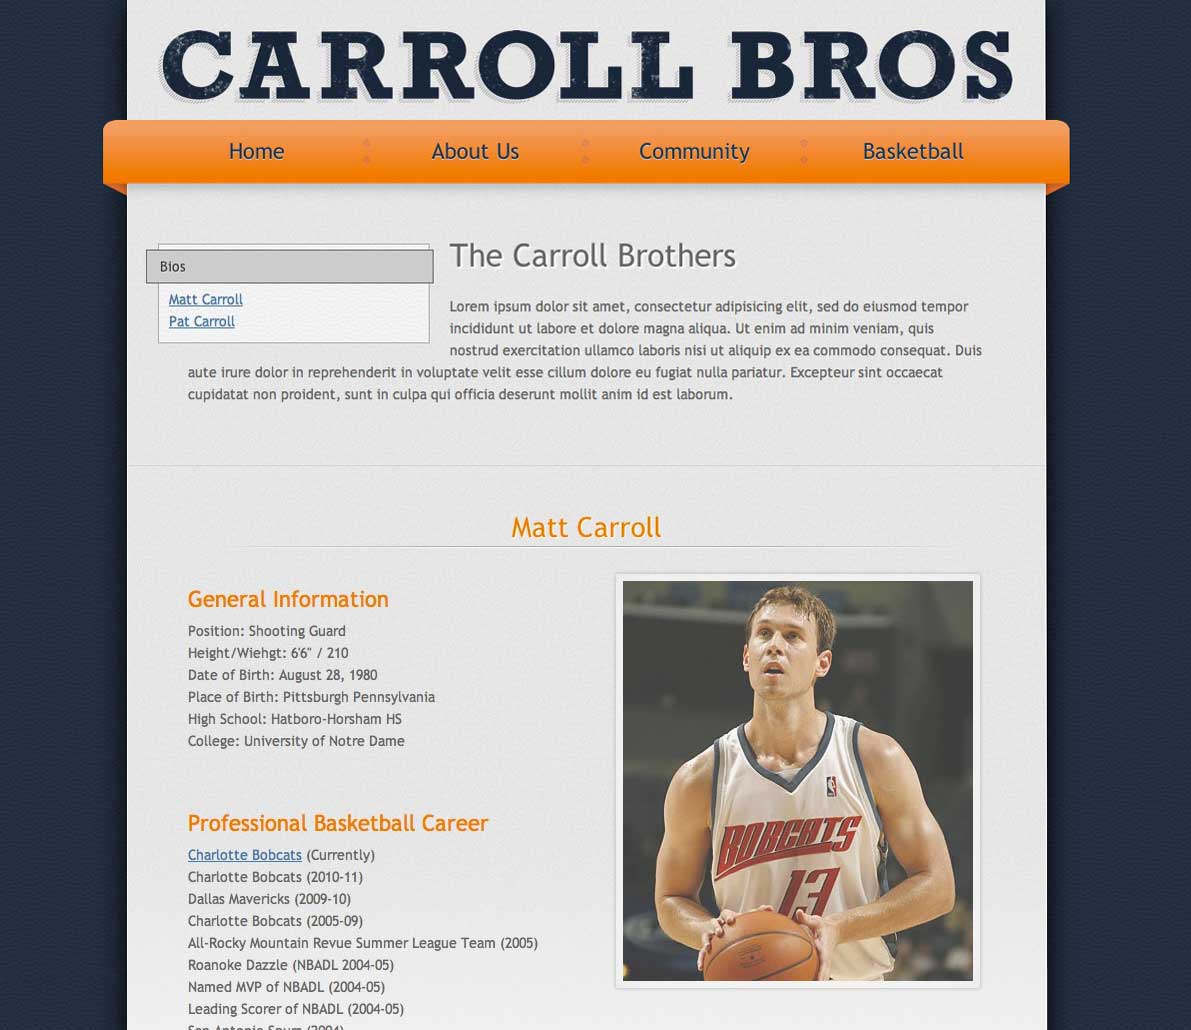 CARROLL BROS
Home
About Us
Community
Basketball
Bios
Matt Carroll
Pat Carroll
The Carroll Brothers
Lorem ipsum dolor sit amet, consectetur adipisicing elit, sed do eiusmod tempor
incididunt ut labore et dolore magna aliqua. Ut enim ad minim veniam, quis
nostrud exercitation ullamco laboris nisi ut aliquip ex ea commodo consequat. Duis
aute irure dolor in reprehenderit in voluptate velit esse cillum dolore eu fugiat nulla pariatur. Excepteur sint occaecat
cupidatat non proident, sunt in culpa qui officia deserunt mollit anim id est laborum.
Matt Carroll
General Information
Position: Shooting Guard
Height/Wiehgt: 6'6" / 210
Date of Birth: August 28, 1980
Place of Birth: Pittsburgh Pennsylvania
High School: Hatboro-Horsham HS
College: University of Notre Dame
Professional Basketball Career
Charlotte Bobcats (Currently)
Charlotte Bobcats (2010-11)
Dallas Mavericks (2009-10)
Charlotte Bobcats (2005-09)
All-Rocky Mountain Revue Summer League Team (2005)
Roanoke Dazzle (NBADL 2004-05)
Named MVP of NBADL (2004-05)
Leading Scorer of NBADL (2004-05)
San Antonio Spurs (2004)
BOBCATS
13